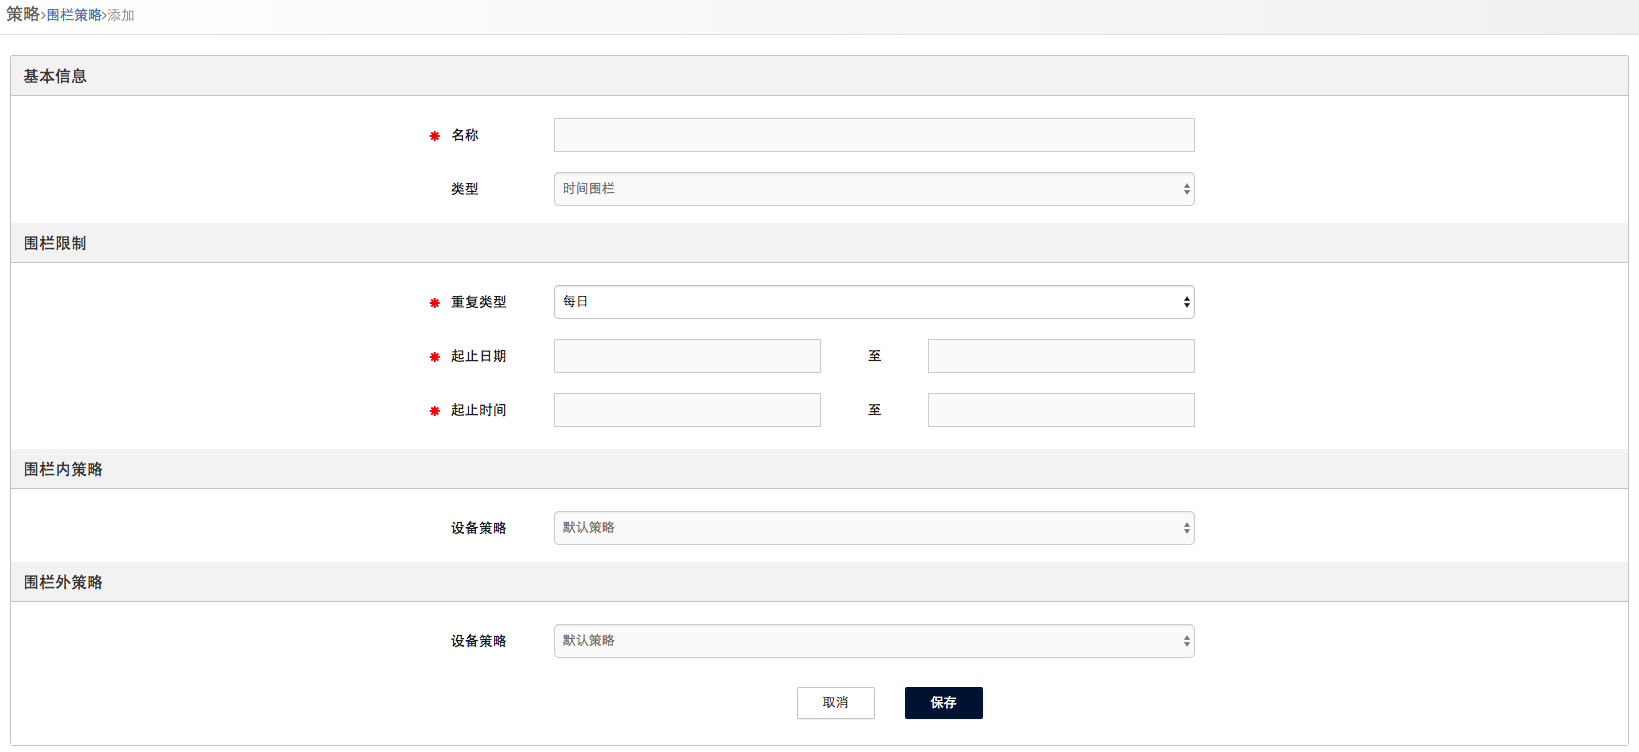 策略>围栏策略>添加
基本信息
* 名称
类型 时间围栏
围栏限制
* 重复类型 每日
* 起止日期 至
* 起止时间 至
围栏内策略
设备策略 默认策略
围栏外策略
设备策略 默认策略
取消 保存